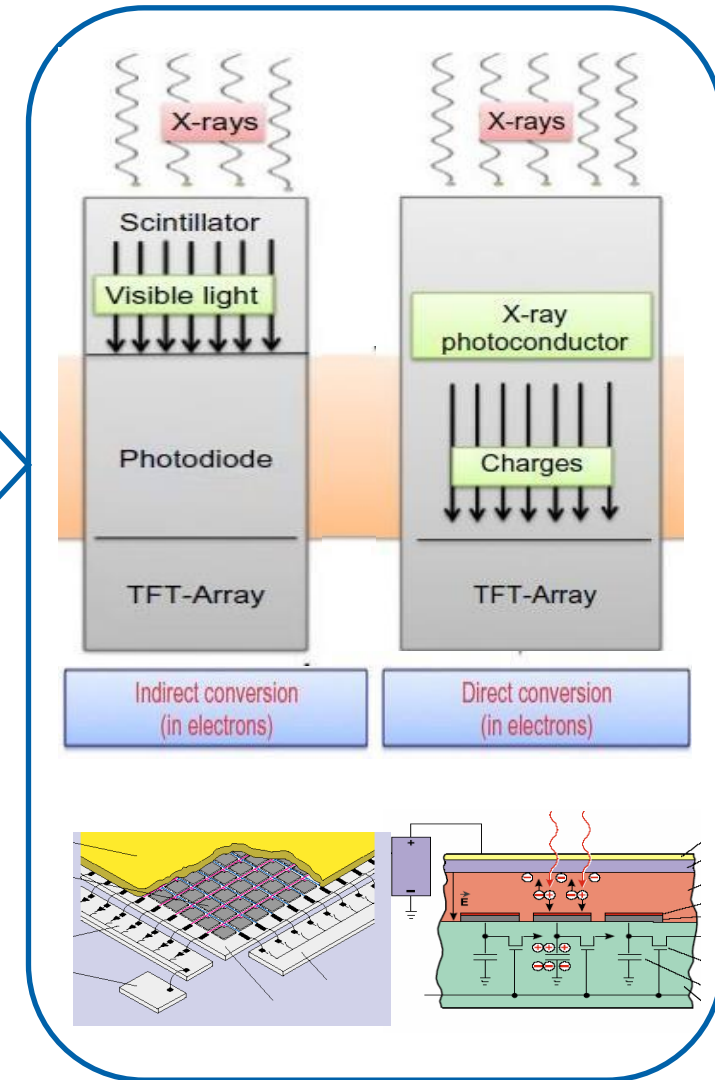 X-rays
Scintillator
Visible light
Photodiode
TFT-Array
Indirect conversion
(in electrons)
X-rays
X-ray
photoconductor
Charges
TFT-Array
Direct conversion
(in electrons)
+
−
E